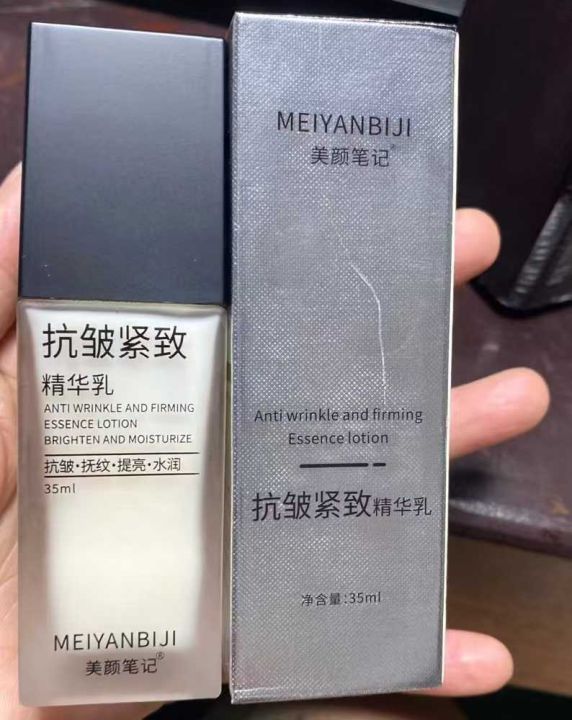 抗皱紧致
精华乳
ANTI WRINKLE AND FIRMING
ESSENCE LOTION
BRIGHTEN AND MOISTURIZE
抗皱·抚纹·提亮·水润
35ml
MEIYANBIJI
美颜笔记®
MEIYANBIJI
美颜笔记®
Anti wrinkle and firming
Essence lotion
抗皱紧致精华乳
净含量:35ml